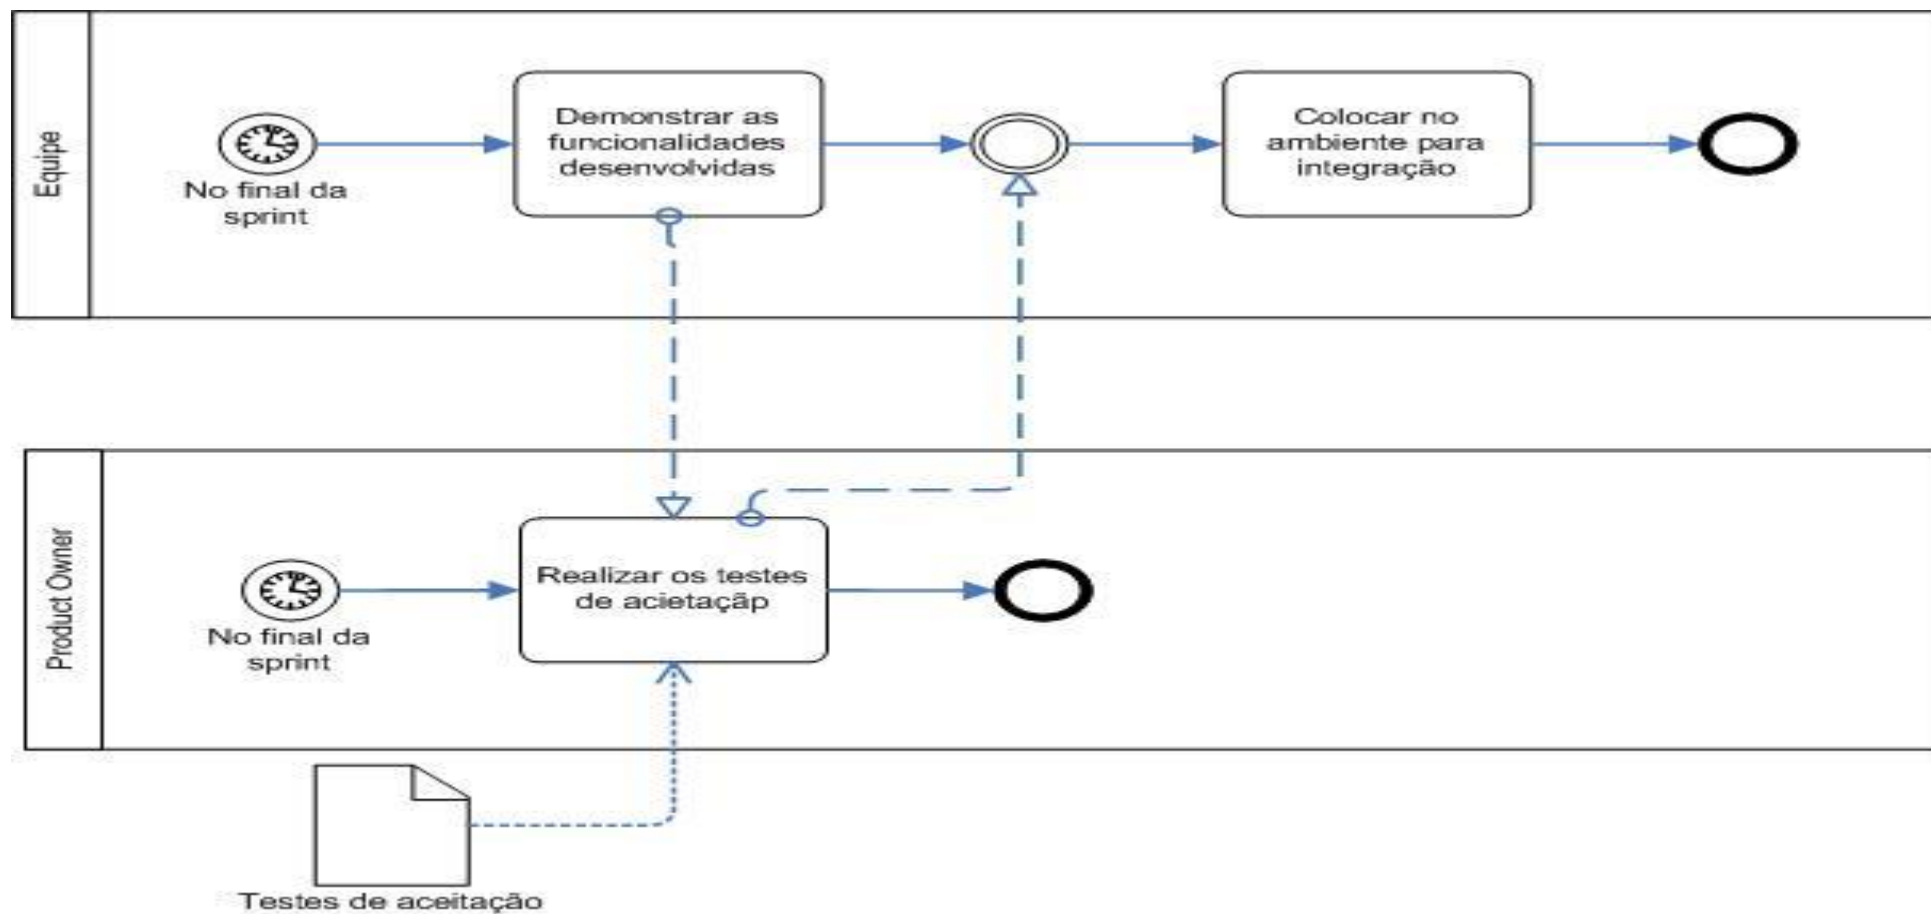 Equipe
No final da
sprint
Demonstrar as
funcionalidades
desenvolvidas
Colocar no
ambiente para
integração
Product Owner
No final da
sprint
Realizar os testes
de acietaçãp
Testes de aceitação